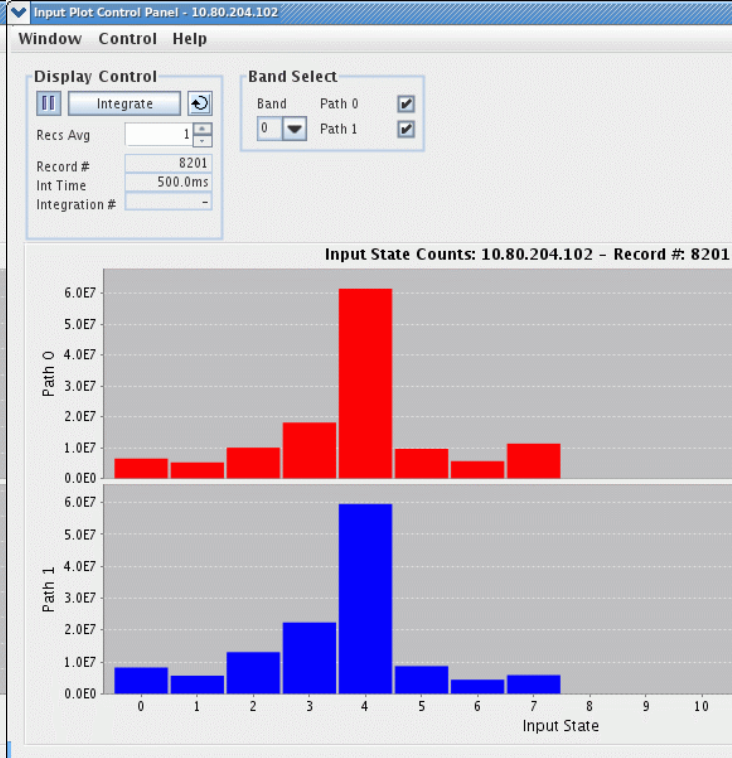 Input Plot Control Panel - 10.80.204.102
Window Control Help
Display Control
Integrate
Recs Avg 1
Record # 8201
Int Time 500.0ms
Integration # -
Band Select
Band Path 0
0 Path 1
Input State Counts: 10.80.204.102 - Record #: 8201
Path 0
6.0E7
5.0E7
4.0E7
3.0E7
2.0E7
1.0E7
0.0E0
Path 1
6.0E7
5.0E7
4.0E7
3.0E7
2.0E7
1.0E7
0.0E0
0 1 2 3 4 5 6 7 8 9 10
Input State